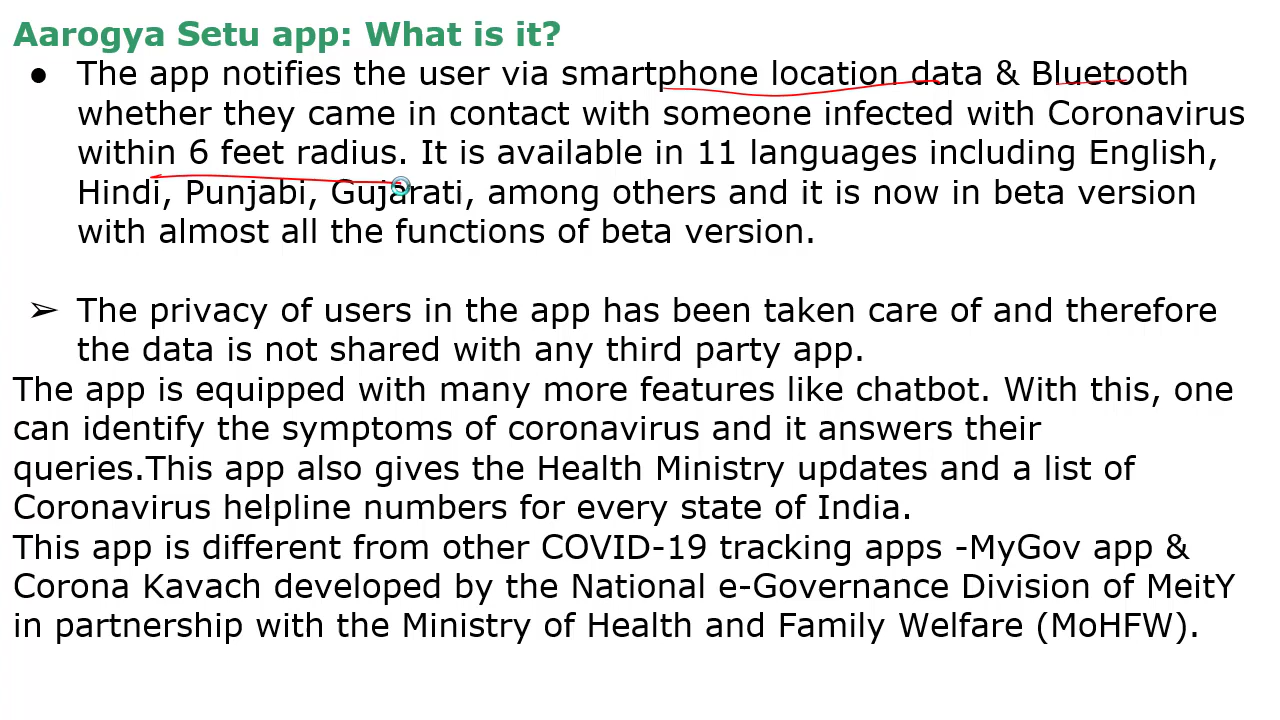 Aarogya Setu app: What is it?
● The app notifies the user via smartphone location data & Bluetooth
whether they came in contact with someone infected with Coronavirus
within 6 feet radius. It is available in 11 languages including English,
Hindi, Punjabi, Gujarati, among others and it is now in beta version
with almost all the functions of beta version.
➢ The privacy of users in the app has been taken care of and therefore
the data is not shared with any third party app.
The app is equipped with many more features like chatbot. With this, one
can identify the symptoms of coronavirus and it answers their
queries.This app also gives the Health Ministry updates and a list of
Coronavirus helpline numbers for every state of India.
This app is different from other COVID-19 tracking apps -MyGov app &
Corona Kavach developed by the National e-Governance Division of MeitY
in partnership with the Ministry of Health and Family Welfare (MoHFW).